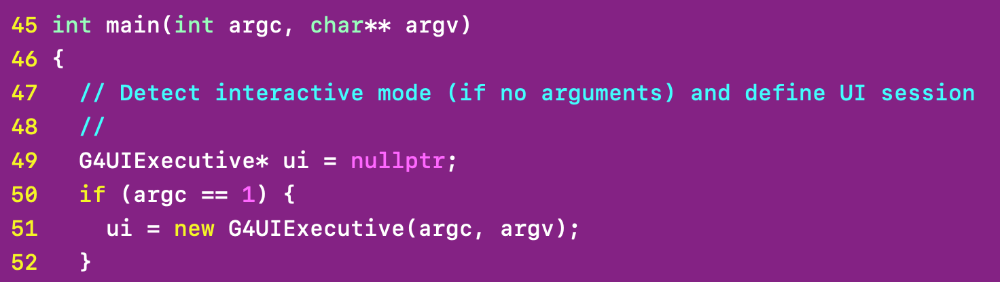 45 int main(int argc, char** argv)
46 {
47   // Detect interactive mode (if no arguments) and define UI session
48   //
49   G4UIExecutive* ui = nullptr;
50   if (argc == 1) {
51     ui = new G4UIExecutive(argc, argv);
52   }